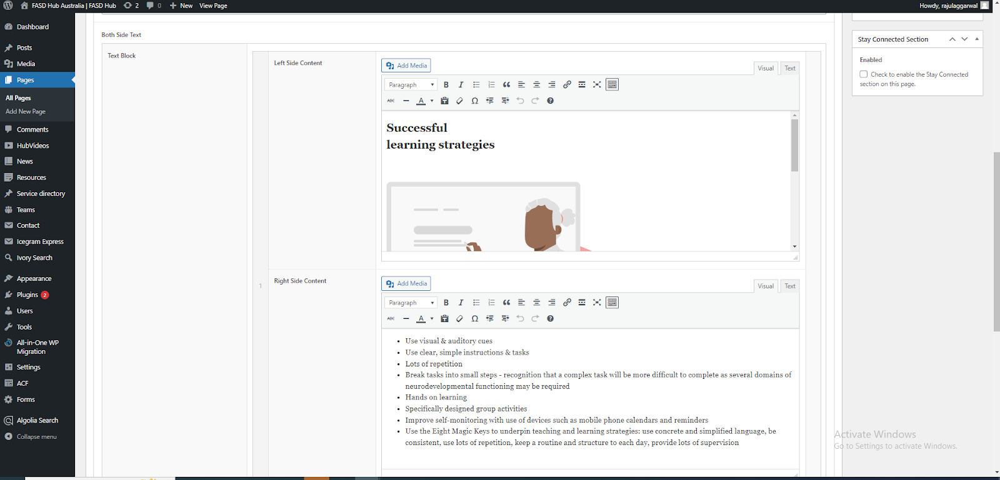 FASD Hub Australia | FASD Hub 2 0 New View Page Howdy, rajulaggarwal
Dashboard
Posts
Media
Pages
All Pages
Add New Page
Comments
HubVideos
News
Resources
Service directory
Teams
Contact
Icegram Express
Ivory Search
Appearance
Plugins 2
Users
Tools
All-in-One WP
Migration
Settings
ACF
Forms
Algolia Search
Collapse menu
Both Side Text
Text Block
1
Left Side Content
Add Media
Visual Text
Paragraph B I
ABC A Ω
Successful
learning strategies
Right Side Content
Add Media
Visual Text
Paragraph B I
ABC A Ω
• Use visual & auditory cues
• Use clear, simple instructions & tasks
• Lots of repetition
• Break tasks into small steps - recognition that a complex task will be more difficult to complete as several domains of
neurodevelopmental functioning may be required
• Hands on learning
• Specifically designed group activities
• Improve self-monitoring with use of devices such as mobile phone calendars and reminders
• Use the Eight Magic Keys to underpin teaching and learning strategies: use concrete and simplified language, be
consistent, use lots of repetition, keep a routine and structure to each day, provide lots of supervision
Stay Connected Section
Enabled
Check to enable the Stay Connected
section on this page.
Activate Windows
Go to Settings to activate Windows.